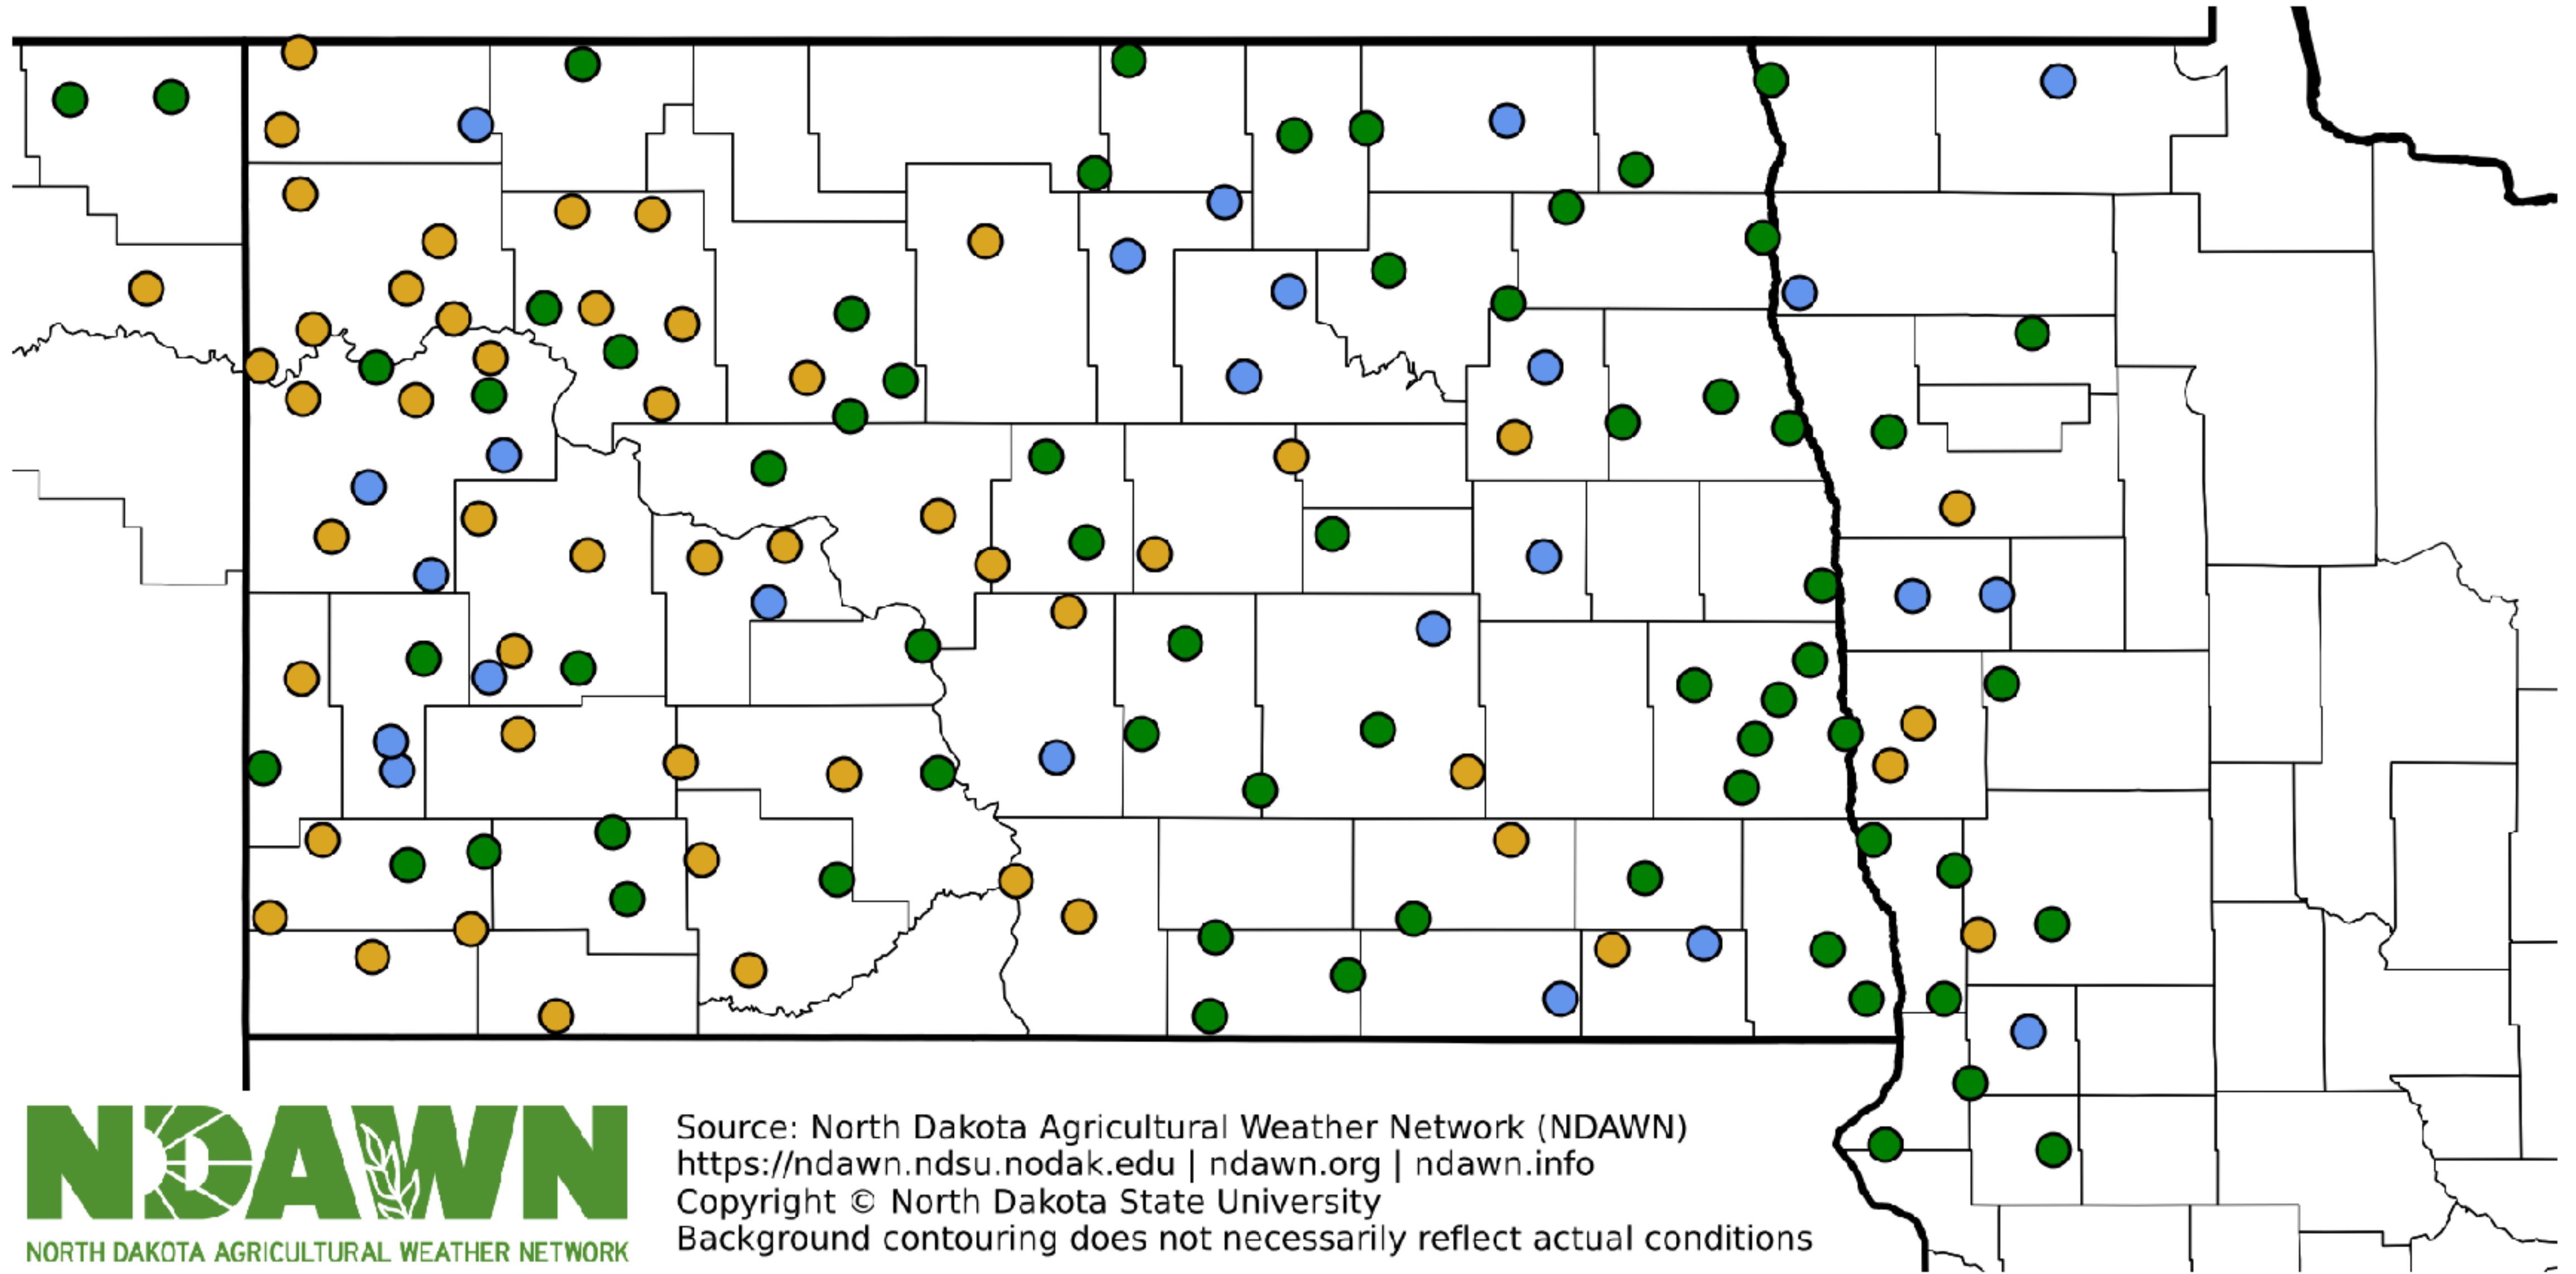 NDAWN
NORTH DAKOTA AGRICULTURAL WEATHER NETWORK
Source: North Dakota Agricultural Weather Network (NDAWN)
https://ndawn.ndsu.nodak.edu | ndawn.org | ndawn.info
Copyright © North Dakota State University
Background contouring does not necessarily reflect actual conditions